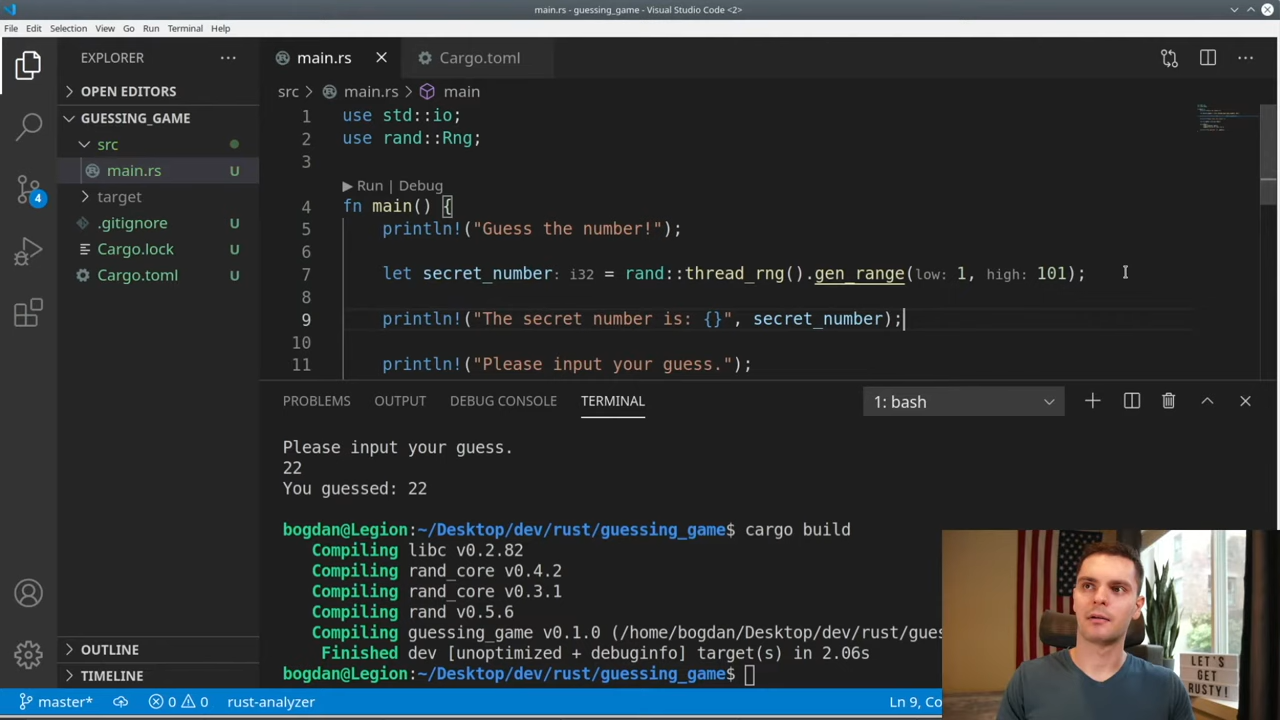 main.rs - guessing_game - Visual Studio Code <2>
File Edit Selection View Go Run Terminal Help
EXPLORER
OPEN EDITORS
GUESSING_GAME
src
main.rs U
target
.gitignore U
Cargo.lock U
Cargo.toml U
OUTLINE
TIMELINE
4
main.rs Cargo.toml
src main.rs main
1 use std::io;
2 use rand::Rng;
3
Run | Debug
4 fn main() {
5 println!("Guess the number!");
6
7 let secret_number: i32 = rand::thread_rng().gen_range(low: 1, high: 101);
8
9 println!("The secret number is: {}", secret_number);
10
11 println!("Please input your guess.");
PROBLEMS OUTPUT DEBUG CONSOLE TERMINAL 1: bash
Please input your guess.
22
You guessed: 22
bogdan@Legion:~/Desktop/dev/rust/guessing_game$ cargo build
Compiling libc v0.2.82
Compiling rand_core v0.4.2
Compiling rand_core v0.3.1
Compiling rand v0.5.6
Compiling guessing_game v0.1.0 (/home/bogdan/Desktop/dev/rust/gues
Finished dev [unoptimized + debuginfo] target(s) in 2.06s
bogdan@Legion:~/Desktop/dev/rust/guessing_game$
LET'S
GET
RUSTY!
master* 0 0 rust-analyzer Ln 9, Co